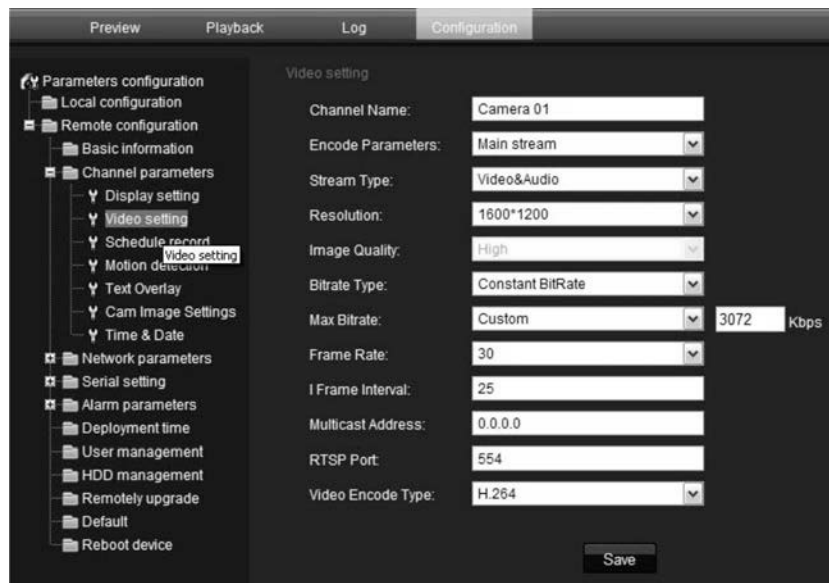 Preview Playback Log Configuration
Parameters configuration
Local configuration
Remote configuration
Basic information
Channel parameters
Display setting
Video setting
Schedule record
Video setting
Motion detection
Text Overlay
Cam Image Settings
Time & Date
Network parameters
Serial setting
Alarm parameters
Deployment time
User management
HDD management
Remotely upgrade
Default
Reboot device
Video setting
Channel Name: Camera 01
Encode Parameters: Main stream
Stream Type: Video&Audio
Resolution: 1600*1200
Image Quality: High
Bitrate Type: Constant BitRate
Max Bitrate: Custom 3072 Kbps
Frame Rate: 30
I Frame Interval: 25
Multicast Address: 0.0.0.0
RTSP Port: 554
Video Encode Type: H.264
Save